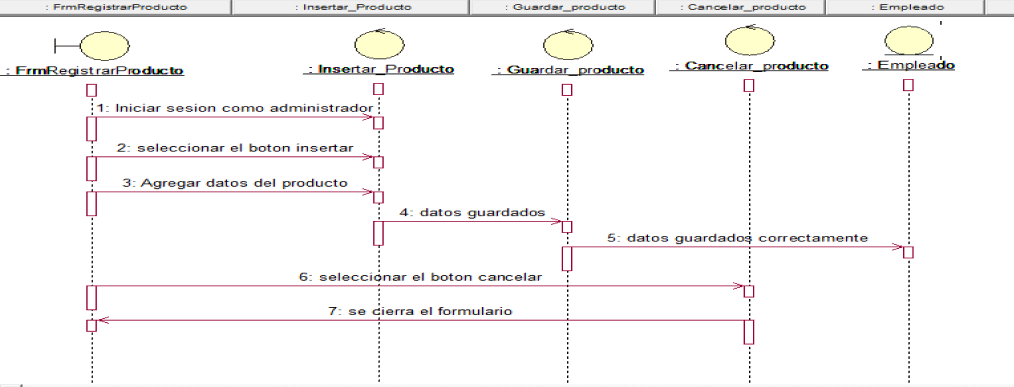 : FrmRegistrarProducto
: Insertar_Producto
: Guardar_producto
: Cancelar_producto
: Empleado
: FrmRegistrarProducto
: Insertar_Producto
: Guardar_producto
: Cancelar_producto
: Empleado
1: Iniciar sesion como administrador
2: seleccionar el boton insertar
3: Agregar datos del producto
4: datos guardados
5: datos guardados correctamente
6: seleccionar el boton cancelar
7: se cierra el formulario